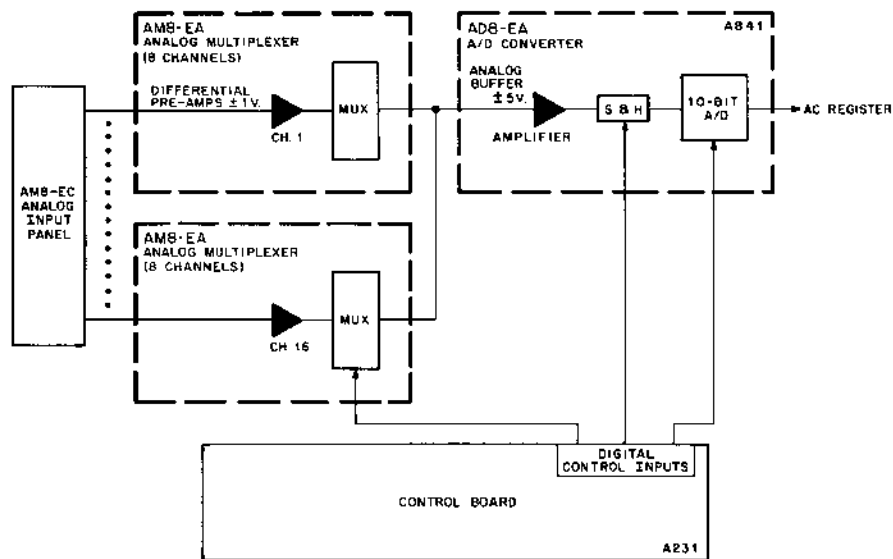 AM8-EA
ANALOG MULTIPLEXER
(8 CHANNELS)
DIFFERENTIAL
PRE-AMPS ±1V.
CH. 1
MUX
AD8-EA
A/D CONVERTER
A841
ANALOG
BUFFER
±5V.
AMPLIFIER
S & H
10-BIT
A/D
AC REGISTER
AM8-EC
ANALOG
INPUT
PANEL
AM8-EA
ANALOG MULTIPLEXER
(8 CHANNELS)
CH. 16
MUX
DIGITAL
CONTROL INPUTS
CONTROL BOARD
A231